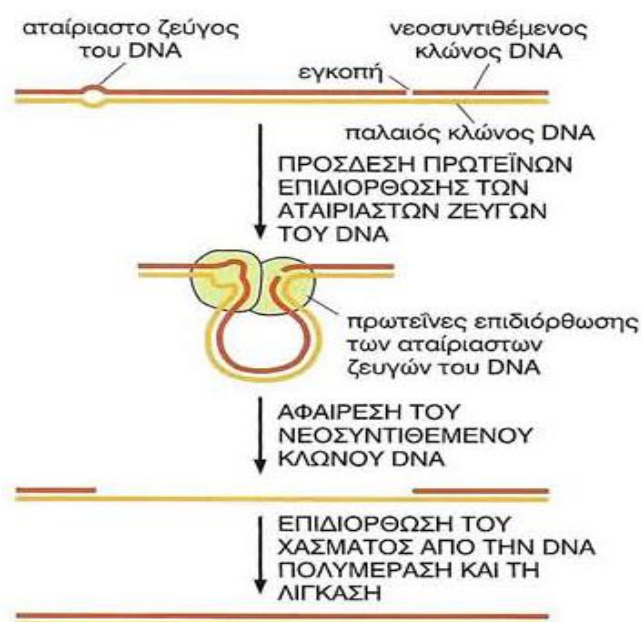 αταίριαστο ζεύγος
του DNA
νεοσυντιθέμενος
κλώνος DNA
εγκοπή
παλαιός κλώνος DNA
ΠΡΟΣΔΕΣΗ ΠΡΩΤΕΪΝΩΝ
ΕΠΙΔΙΟΡΘΩΣΗΣ ΤΩΝ
ΑΤΑΙΡΙΑΣΤΩΝ ΖΕΥΓΩΝ
ΤΟΥ DNA
πρωτεΐνες επιδιόρθωσης
των αταίριαστων
ζευγών του DNA
ΑΦΑΙΡΕΣΗ ΤΟΥ
ΝΕΟΣΥΝΤΙΘΕΜΕΝΟΥ
ΚΛΩΝΟΥ DNA
ΕΠΙΔΙΟΡΘΩΣΗ ΤΟΥ
ΧΑΣΜΑΤΟΣ ΑΠΟ ΤΗΝ DNA
ΠΟΛΥΜΕΡΑΣΗ ΚΑΙ ΤΗ
ΛΙΓΚΑΣΗ